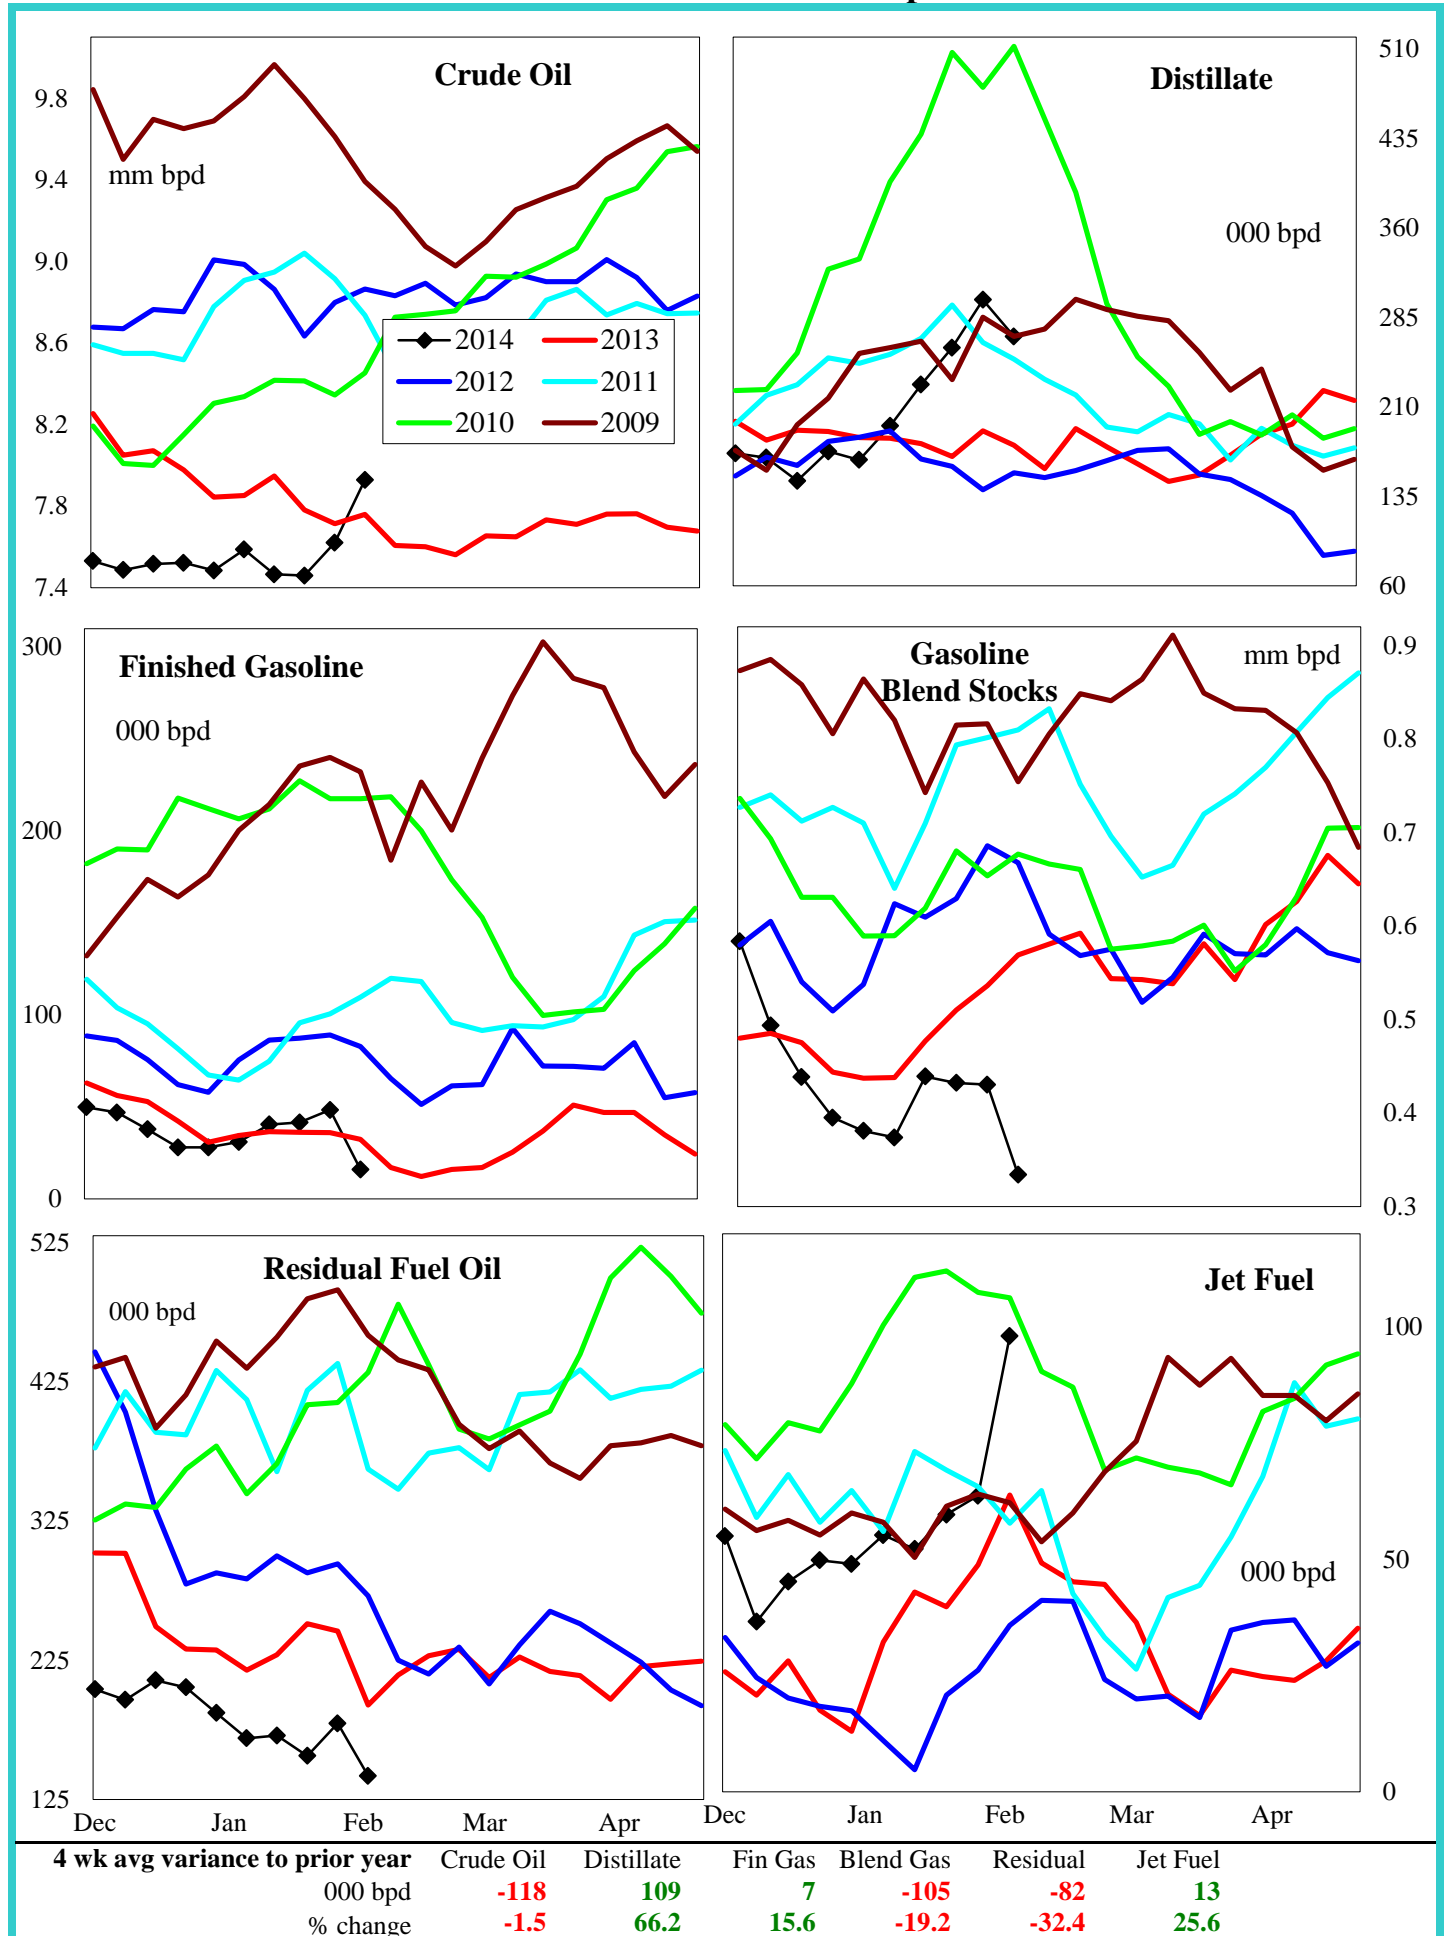 Crude Oil
mm bpd
9.8
9.4
9.0
8.6
8.2
7.8
7.4
2014 2013
2012 2011
2010 2009
Distillate
000 bpd
510
435
360
285
210
135
60
Finished Gasoline
000 bpd
300
200
100
0
Gasoline
Blend Stocks
mm bpd
0.9
0.8
0.7
0.6
0.5
0.4
0.3
Residual Fuel Oil
000 bpd
525
425
325
225
125
Dec Jan Feb Mar Apr
Jet Fuel
000 bpd
100
50
0
Dec Jan Feb Mar Apr
4 wk avg variance to prior year Crude Oil Distillate Fin Gas Blend Gas Residual Jet Fuel
000 bpd -118 109 7 -105 -82 13
% change -1.5 66.2 15.6 -19.2 -32.4 25.6